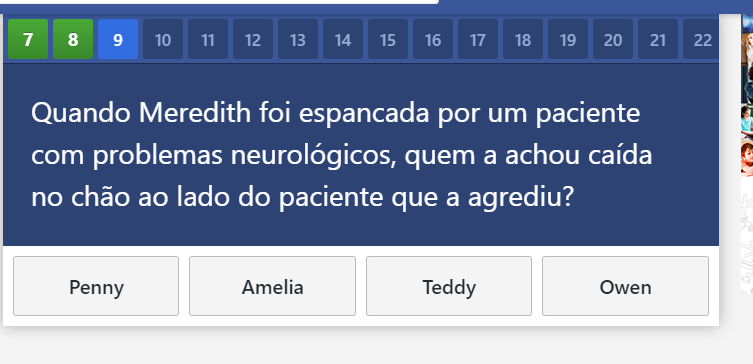 7 8 9 10 11 12 13 14 15 16 17 18 19 20 21 22
Quando Meredith foi espancada por um paciente
com problemas neurológicos, quem a achou caída
no chão ao lado do paciente que a agrediu?
Penny Amelia Teddy Owen